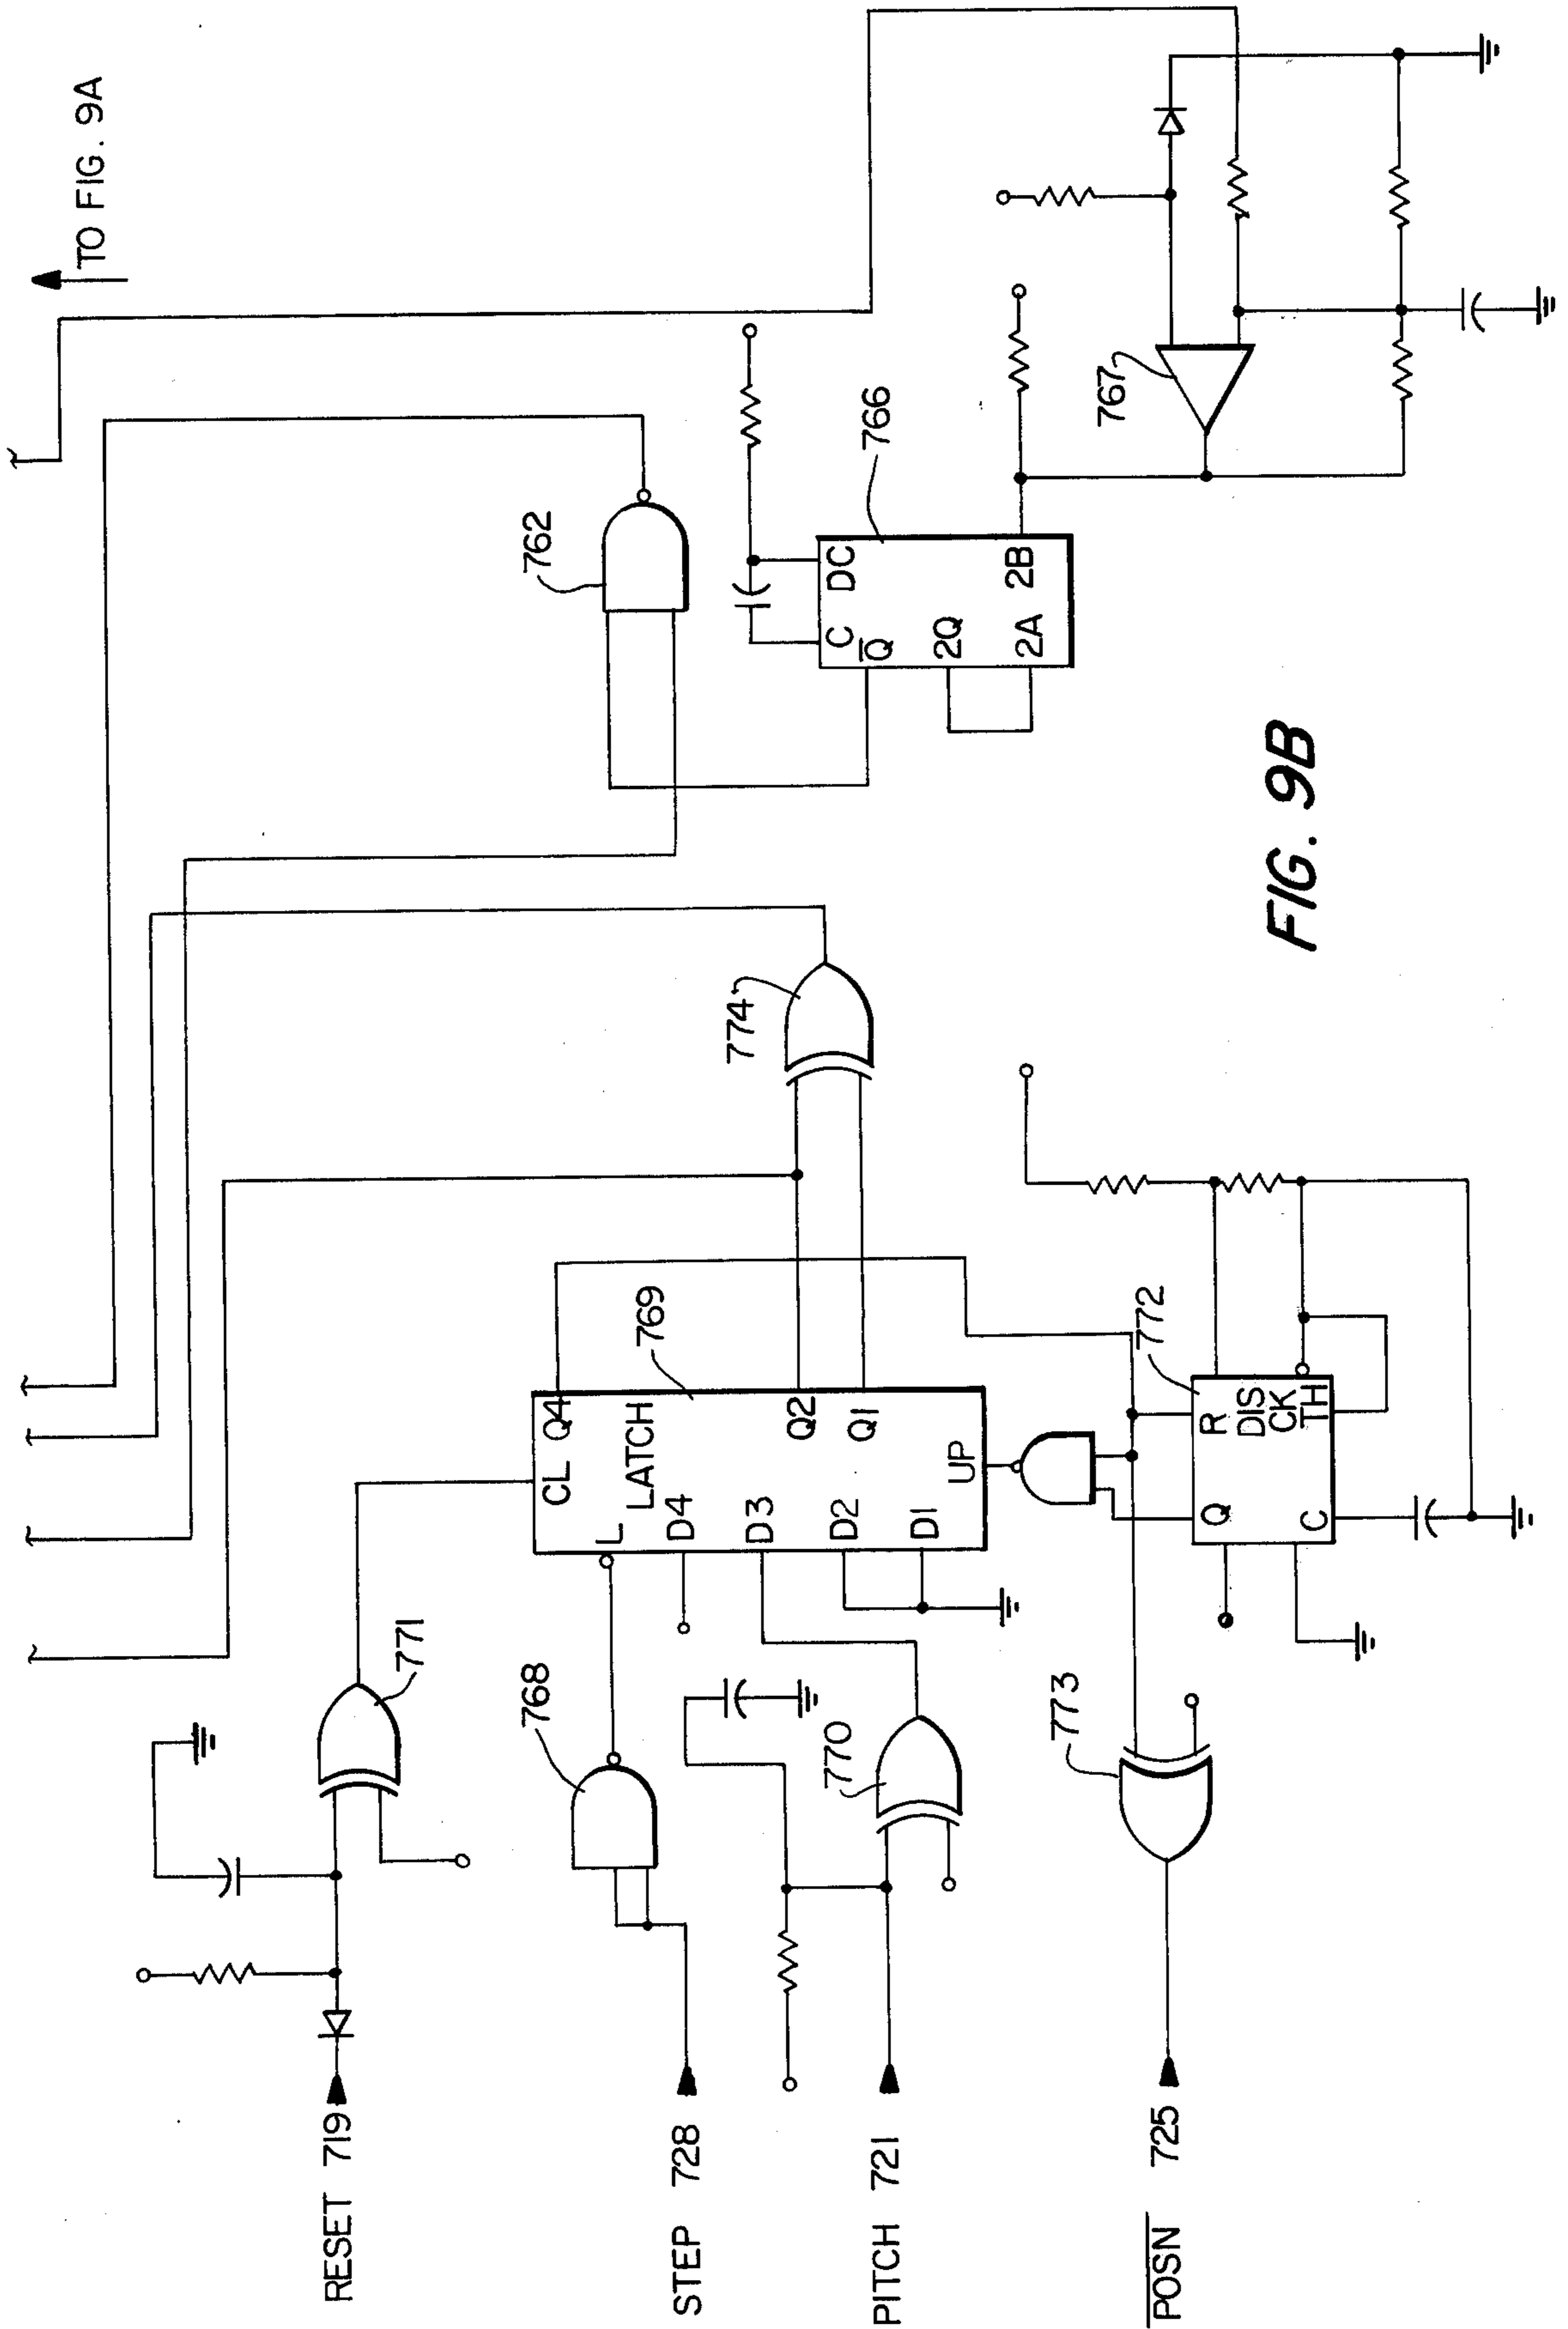 TO FIG. 9A
762
766
DC
C
Q̅
2Q
2A
2B
767
774
769
CL
Q4
L
LATCH
D4
D3
Q2
D2
Q1
D1
UP
772
R
DIS
CK
TH
Q
C
771
768
770
773
RESET 719
STEP 728
PITCH 721
P̅O̅S̅N̅ 725
FIG. 9B